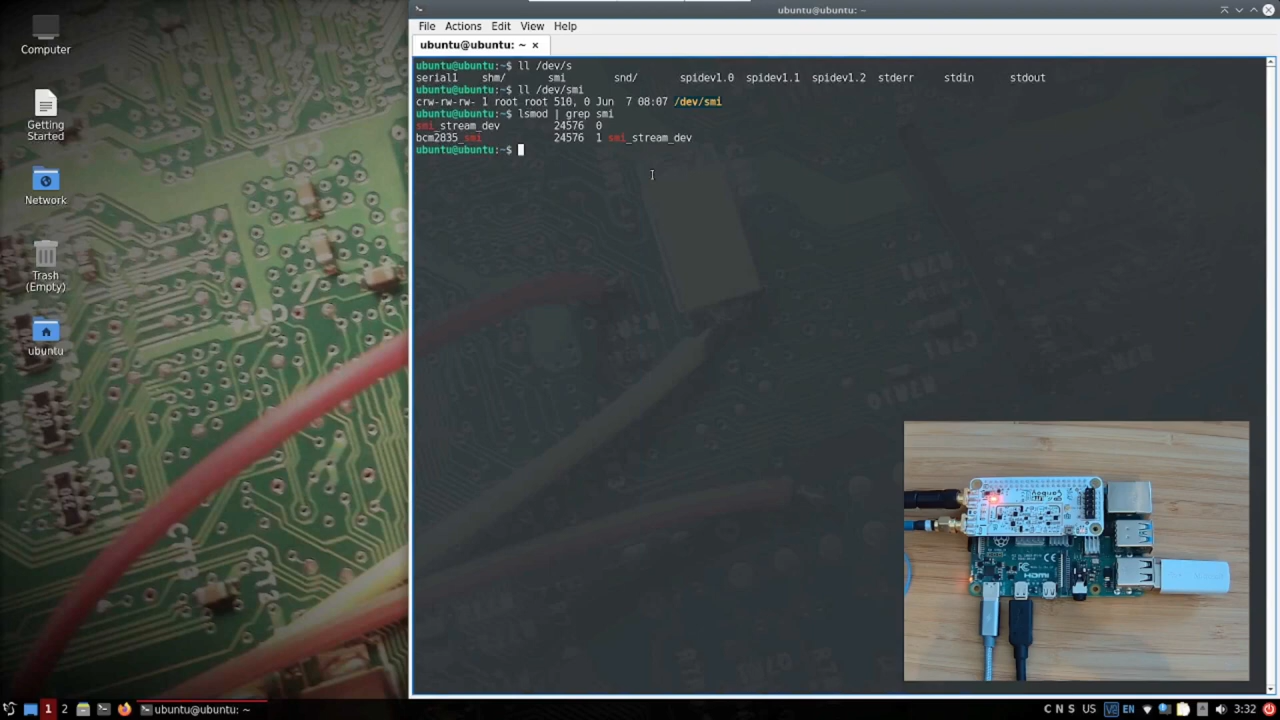 ubuntu@ubuntu: ~
File Actions Edit View Help
ubuntu@ubuntu: ~ ×
ubuntu@ubuntu:~$ ll /dev/s
serial1 shm/ smi snd/ spidev1.0 spidev1.1 spidev1.2 stderr stdin stdout
ubuntu@ubuntu:~$ ll /dev/smi
crw-rw-rw- 1 root root 510, 0 Jun 7 08:07 /dev/smi
ubuntu@ubuntu:~$ lsmod | grep smi
smi_stream_dev 24576 0
bcm2835_smi 24576 1 smi_stream_dev
ubuntu@ubuntu:~$
Computer
Getting
Started
Network
Trash
(Empty)
ubuntu
HDMI
1 2 ubuntu@ubuntu: ~ C N S US EN 3:32